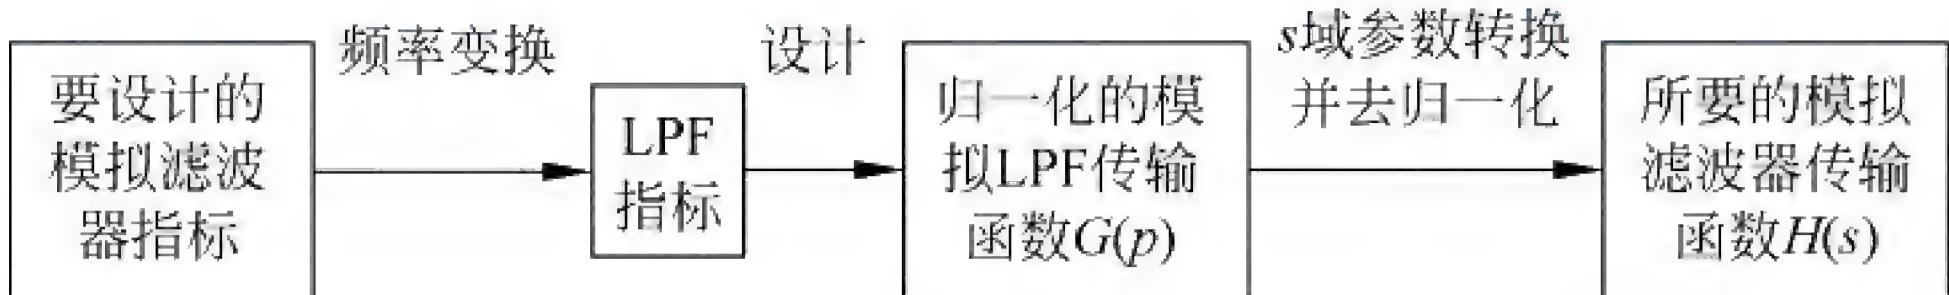 要设计的
模拟滤波
器指标
频率变换
LPF
指标
设计
归一化的模
拟LPF传输
函数G(p)
s域参数转换
并去归一化
所要的模拟
滤波器传输
函数H(s)